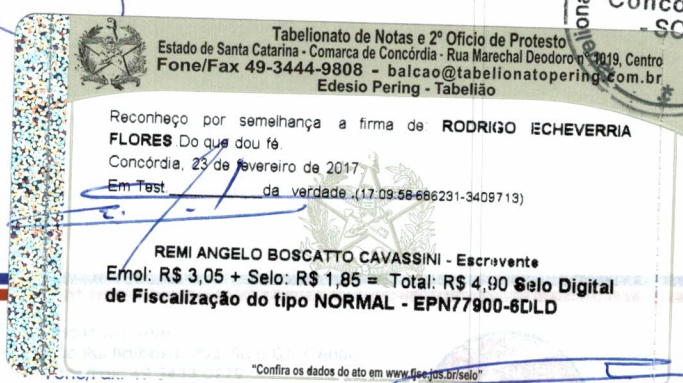 Conco
- SC
Tabelionato de Notas e 2º Ofício de Protesto
Estado de Santa Catarina - Comarca de Concórdia - Rua Marechal Deodoro nº 1019, Centro
Fone/Fax 49-3444-9808 - balcao@tabelionatopering.com.br
Edesio Pering - Tabelião
Reconheço por semelhança a firma de: RODRIGO ECHEVERRIA
FLORES.Do que dou fé.
Concórdia, 23 de fevereiro de 2017.
Em Test.__________da verdade.(17:09:58-686231-3409713)
REMI ANGELO BOSCATTO CAVASSINI - Escrevente
Emol: R$ 3,05 + Selo: R$ 1,85 = Total: R$ 4,90 Selo Digital
de Fiscalização do tipo NORMAL - EPN77900-6DLD
"Confira os dados do ato em www.tjsc.jus.br/selo"